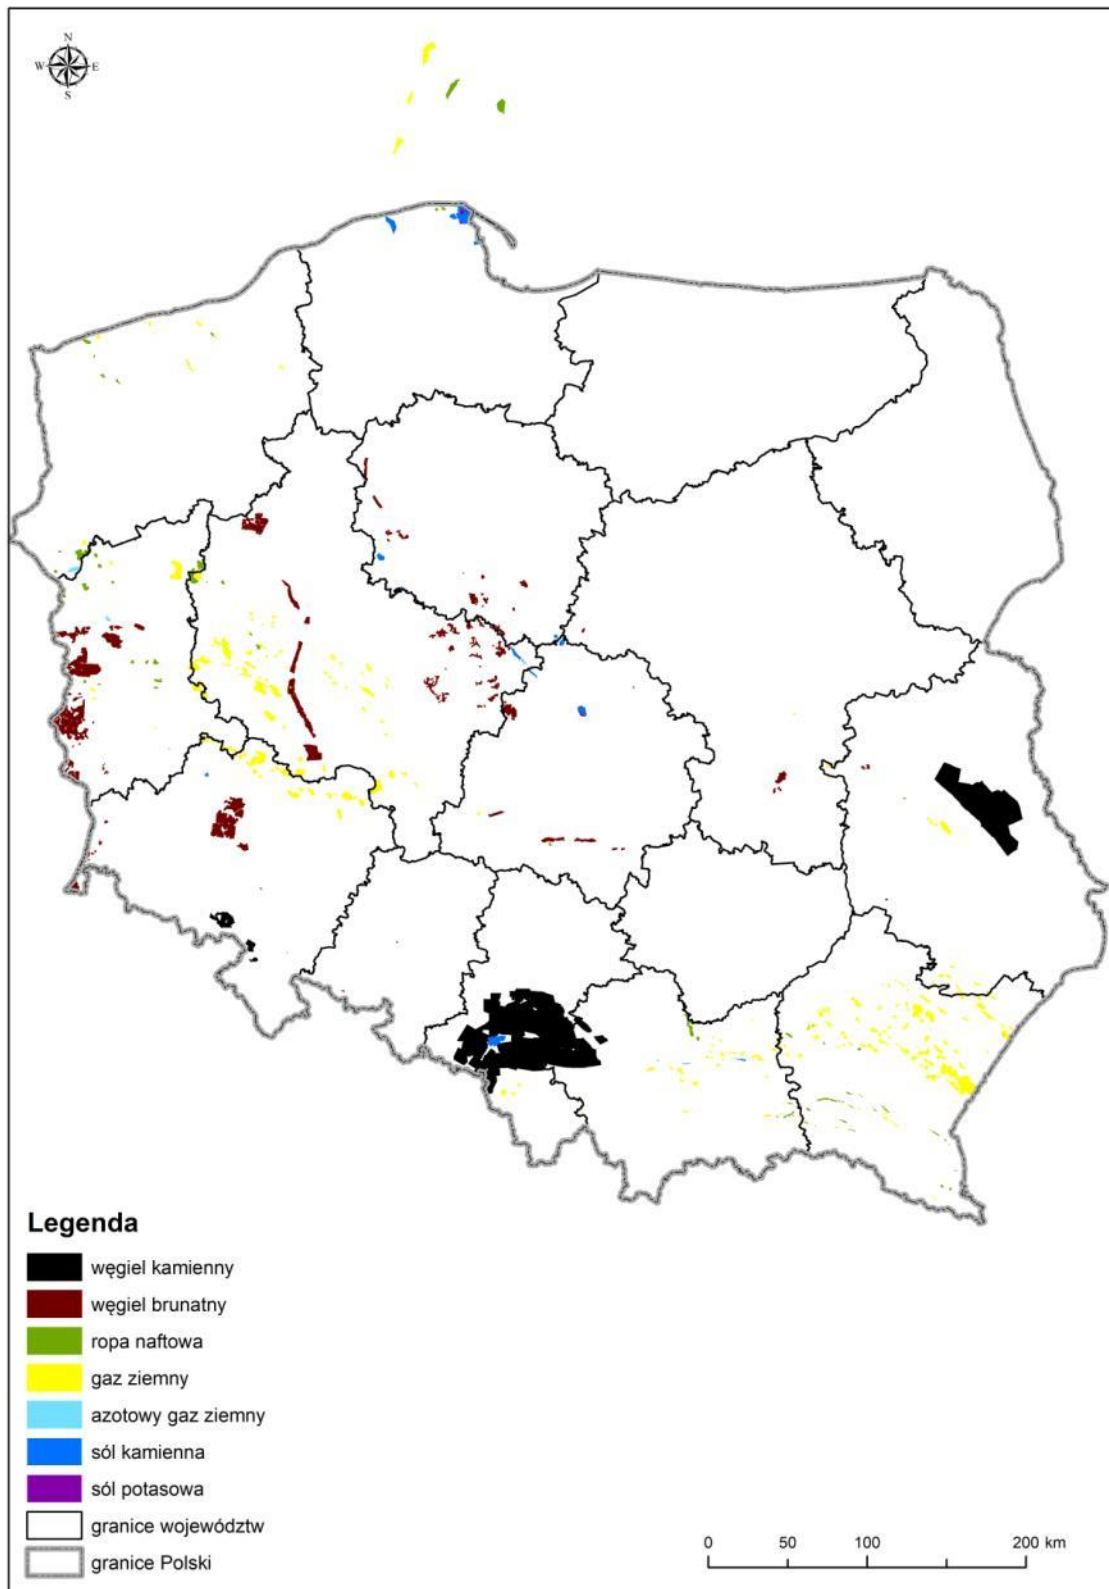 N
W E
S
Legenda
węgiel kamienny
węgiel brunatny
ropa naftowa
gaz ziemny
azotowy gaz ziemny
sól kamienna
sól potasowa
granice województw
granice Polski
0 50 100 200 km